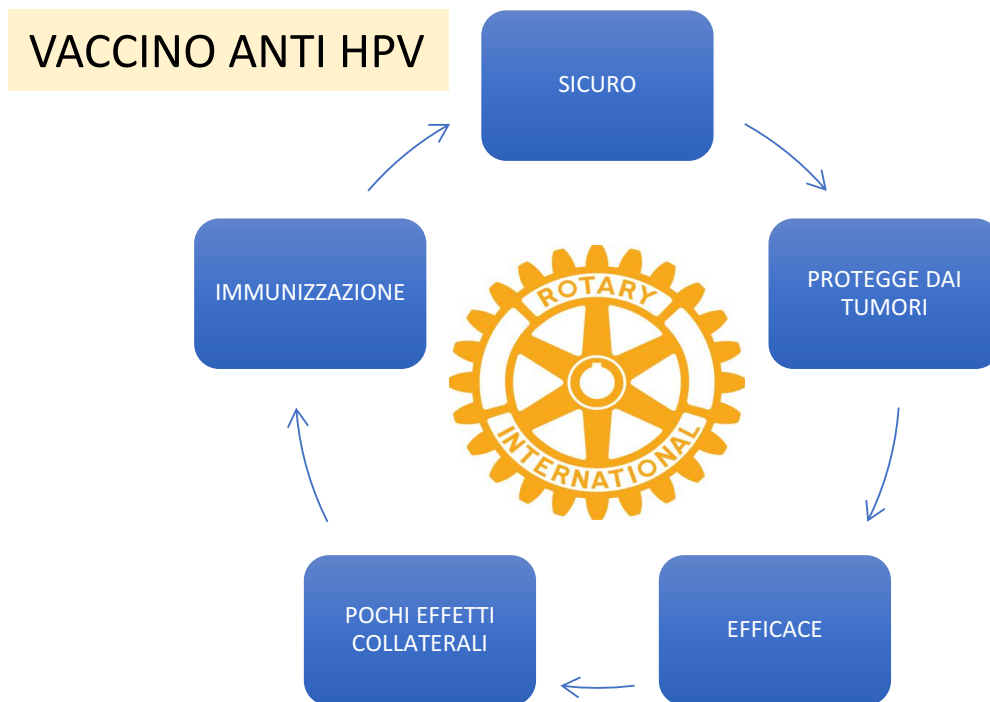 VACCINO ANTI HPV
SICURO
PROTEGGE DAI
TUMORI
EFFICACE
POCHI EFFETTI
COLLATERALI
IMMUNIZZAZIONE
ROTARY
INTERNATIONAL